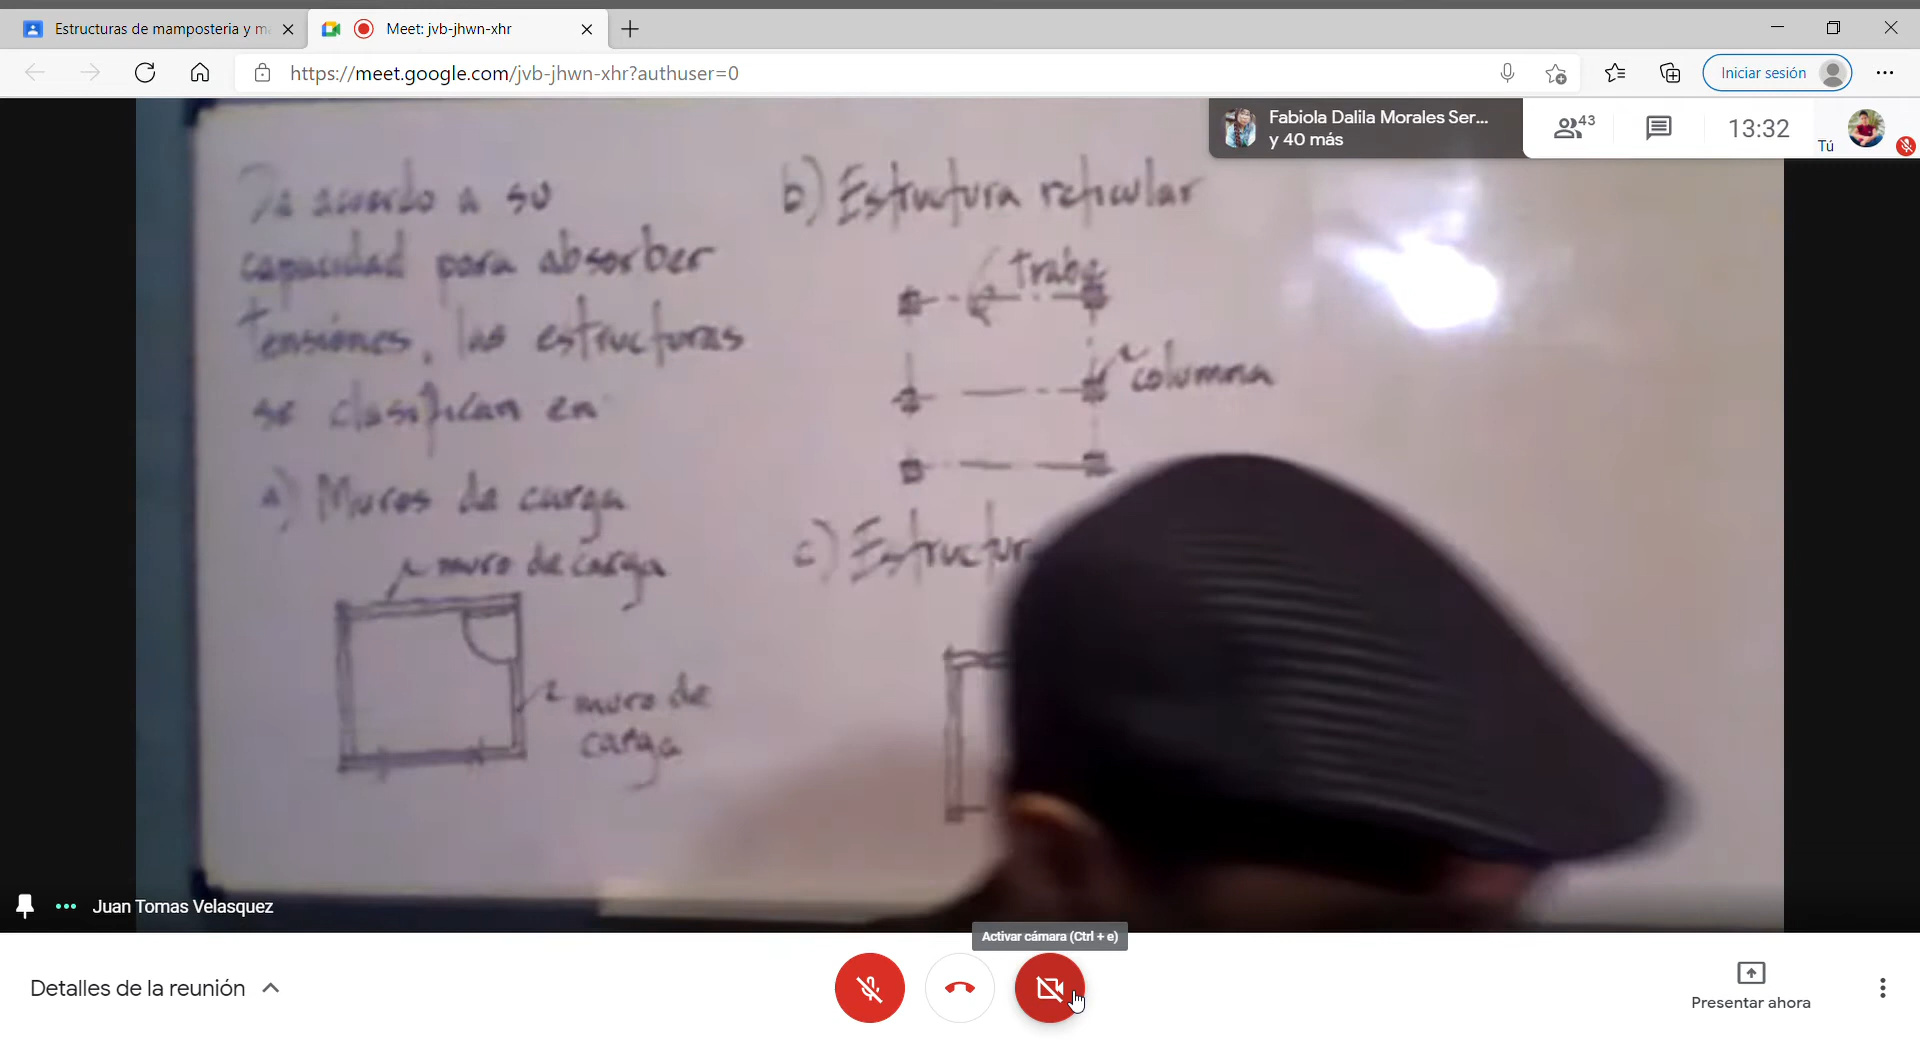 Estructuras de mamposteria y ma
Meet: jvb-jhwn-xhr
https://meet.google.com/jvb-jhwn-xhr?authuser=0
Iniciar sesión
Fabiola Dalila Morales Ser...
y 40 más
43
13:32
Tú
De acuerdo a su
capacidad para absorber
tensiones, las estructuras
se clasifican en
a) Muros de carga
muro de carga
muro de
carga
b) Estructura reticular
trabe
columna
c) Estructur
Juan Tomas Velasquez
Activar cámara (Ctrl + e)
Detalles de la reunión
Presentar ahora